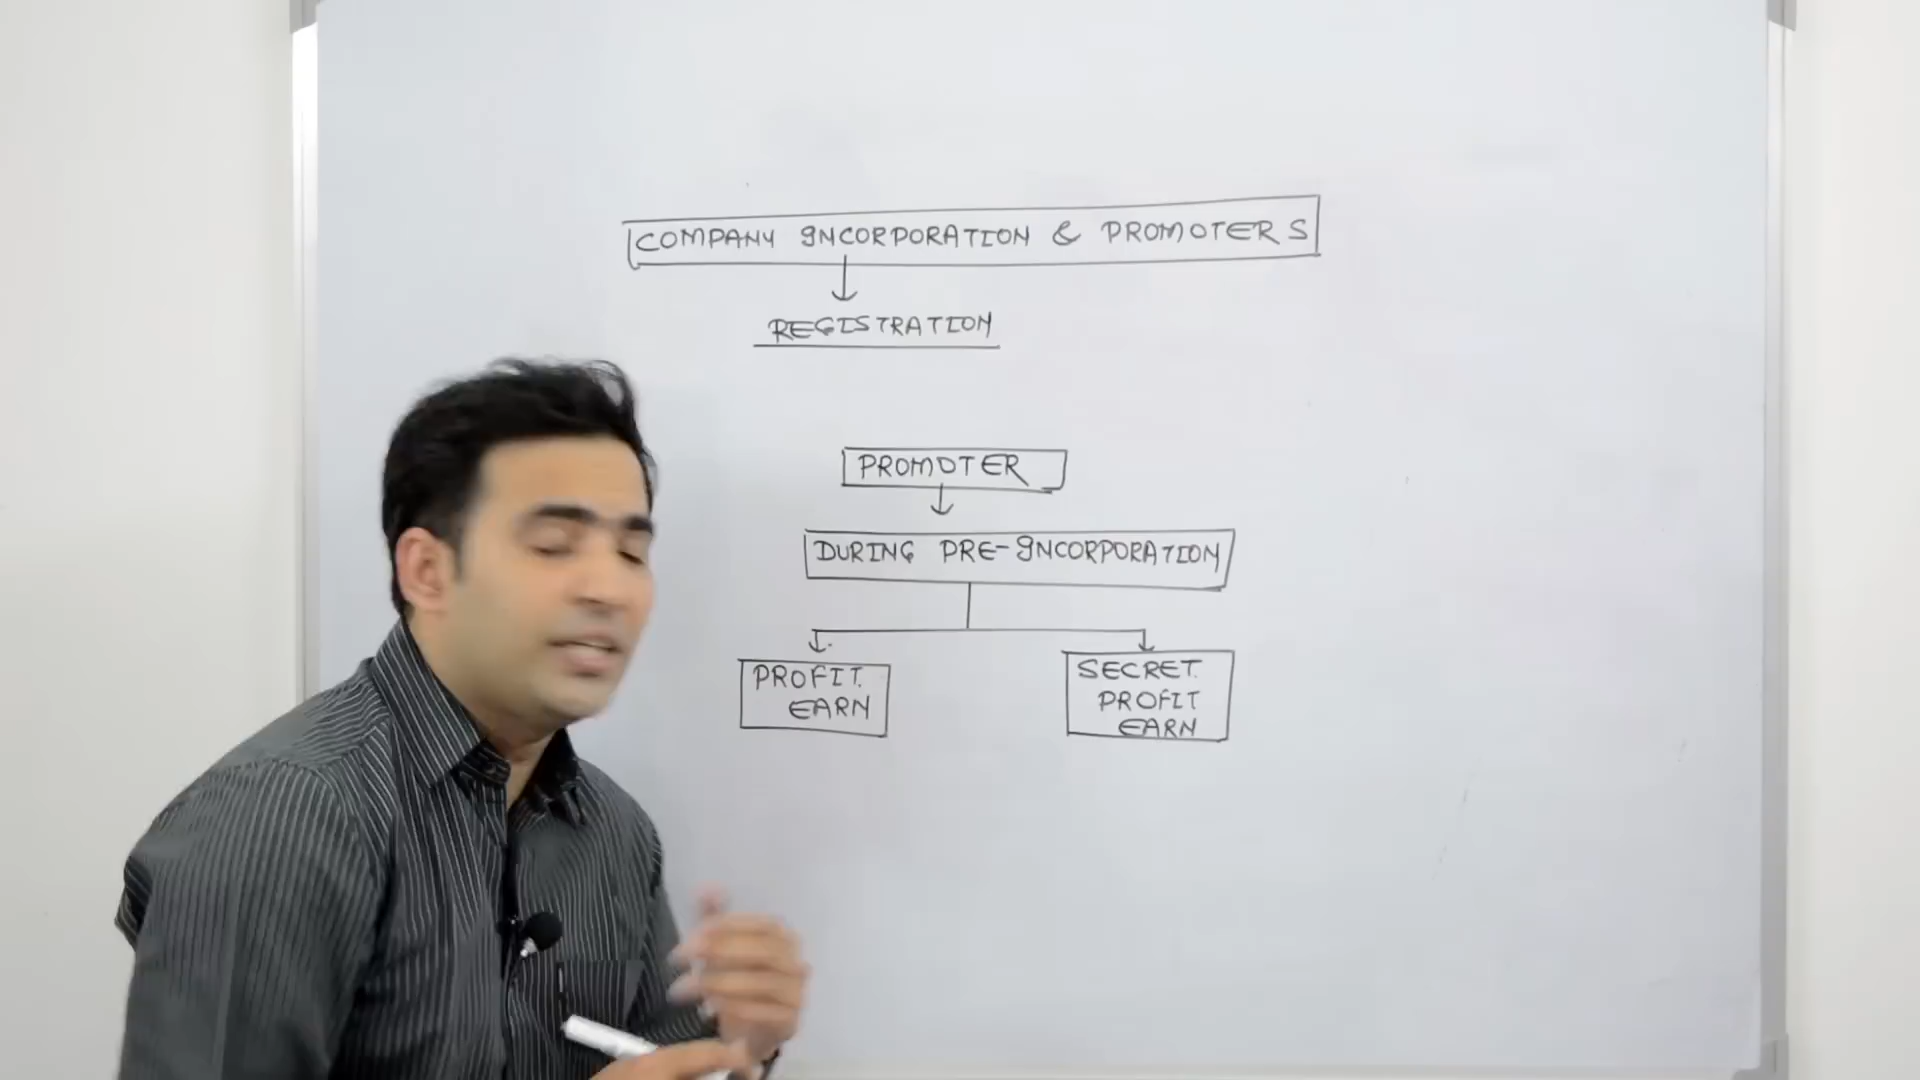 COMPANY INCORPORATION & PROMOTERS
REGISTRATION
PROMOTER
DURING PRE-INCORPORATION
PROFIT
EARN
SECRET
PROFIT
EARN